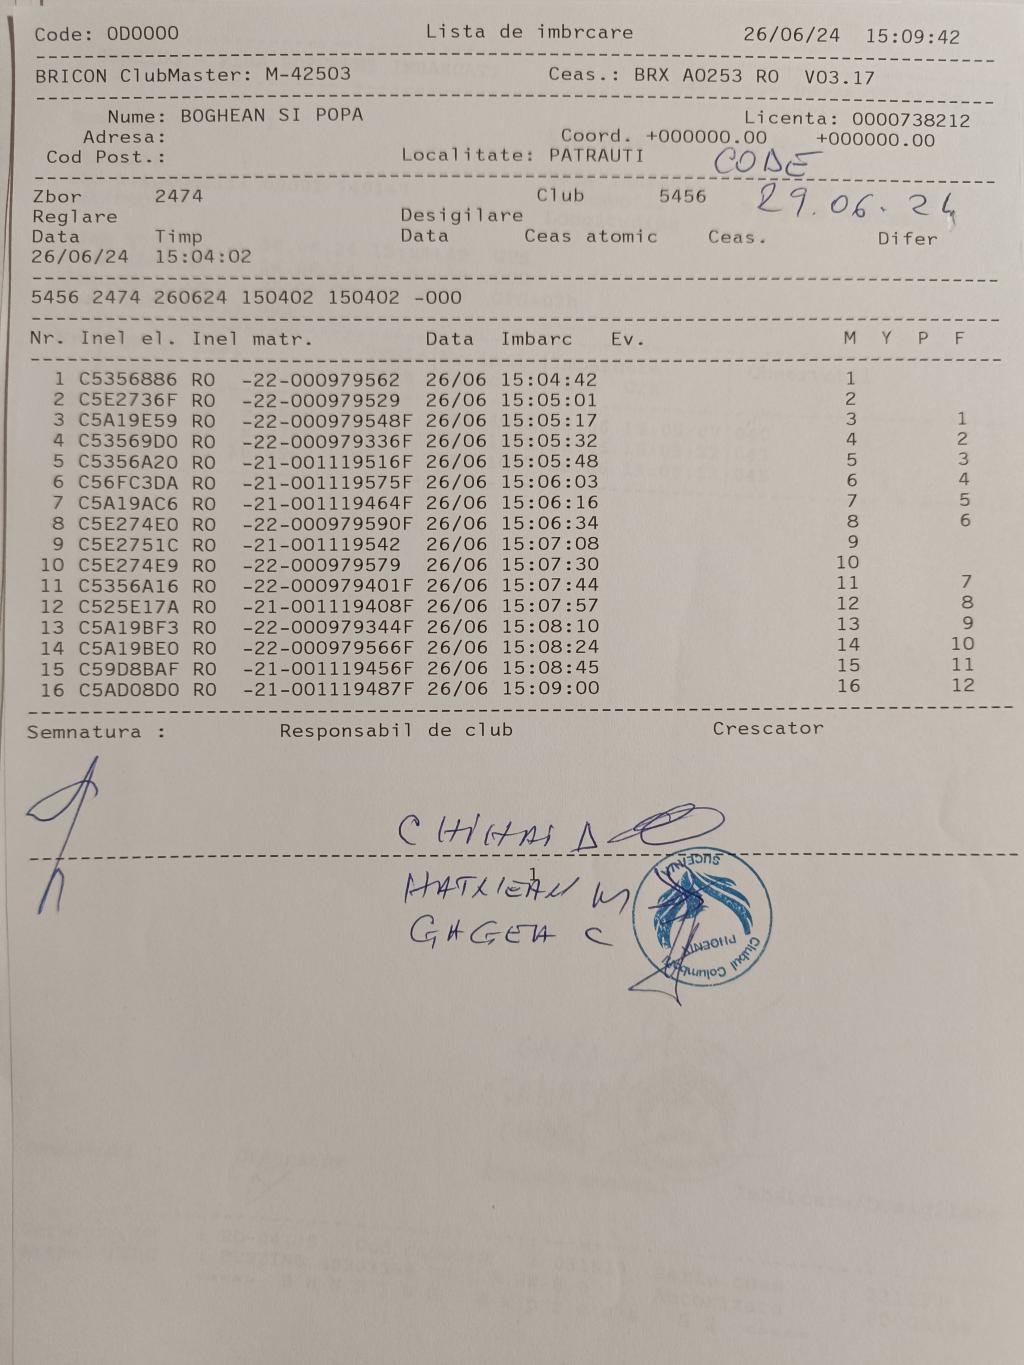 Code: OD0000 Lista de imbrcare 26/06/24 15:09:42
BRICON ClubMaster: M-42503 Ceas.: BRX A0253 RO V03.17
Nume: BOGHEAN SI POPA Licenta: 0000738212
Adresa: Coord. +000000.00 +000000.00
Cod Post.: Localitate: PATRAUTI CODE
Zbor 2474 Club 5456 29.06.24
Reglare Desigilare
Data Timp Data Ceas atomic Ceas. Difer
26/06/24 15:04:02
5456 2474 260624 150402 150402 -000
Nr. Inel el. Inel matr. Data Imbarc Ev. M Y P F
1 C5356886 RO -22-000979562 26/06 15:04:42 1
2 C5E2736F RO -22-000979529 26/06 15:05:01 2
3 C5A19E59 RO -22-000979548F 26/06 15:05:17 3 1
4 C53569D0 RO -22-000979336F 26/06 15:05:32 4 2
5 C5356A20 RO -21-001119516F 26/06 15:05:48 5 3
6 C56FC3DA RO -21-001119575F 26/06 15:06:03 6 4
7 C5A19AC6 RO -21-001119464F 26/06 15:06:16 7 5
8 C5E274E0 RO -22-000979590F 26/06 15:06:34 8 6
9 C5E2751C RO -21-001119542 26/06 15:07:08 9
10 C5E274E9 RO -22-000979579 26/06 15:07:30 10
11 C5356A16 RO -22-000979401F 26/06 15:07:44 11 7
12 C525E17A RO -21-001119408F 26/06 15:07:57 12 8
13 C5A19BF3 RO -22-000979344F 26/06 15:08:10 13 9
14 C5A19BE0 RO -22-000979566F 26/06 15:08:24 14 10
15 C59D8BAF RO -21-001119456F 26/06 15:08:45 15 11
16 C5AD08D0 RO -21-001119487F 26/06 15:09:00 16 12
Semnatura : Responsabil de club Crescator
CHIHAI D
1
HATNEAN M
GAGEA C
Clubul Columbofil PHOENIX SUCEAVA